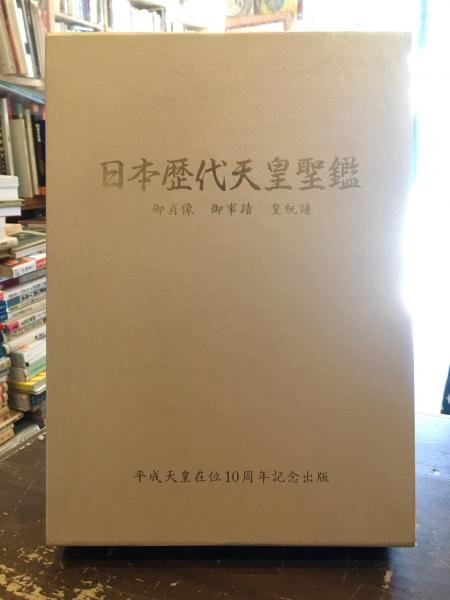 日本歴代天皇聖鑑
御肖像　御事蹟　皇統譜
平成天皇在位10周年記念出版